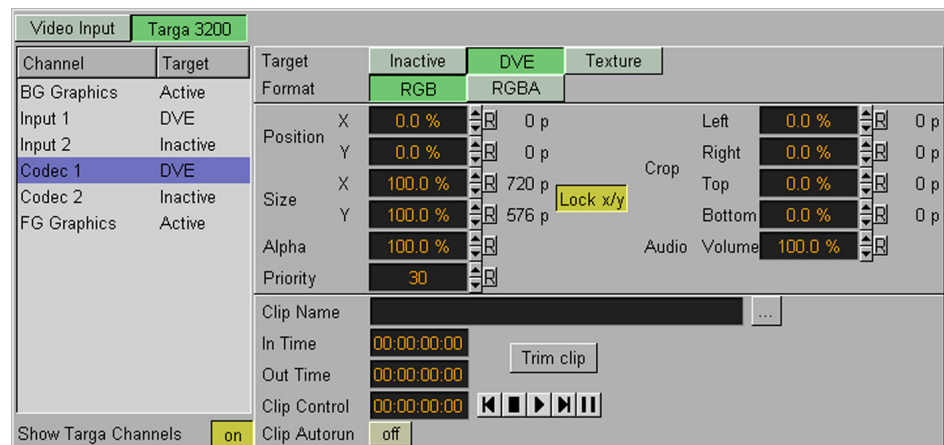 Video Input Targa 3200
Channel Target
BG Graphics Active
Input 1 DVE
Input 2 Inactive
Codec 1 DVE
Codec 2 Inactive
FG Graphics Active
Show Targa Channels on
Target Inactive DVE Texture
Format RGB RGBA
Position X 0.0 % R 0 p
Y 0.0 % R 0 p
Size X 100.0 % R 720 p
Y 100.0 % R 576 p
Lock x/y
Alpha 100.0 % R
Priority 30 R
Crop Left 0.0 % R 0 p
Right 0.0 % R 0 p
Top 0.0 % R 0 p
Bottom 0.0 % R 0 p
Audio Volume 100.0 % R
Clip Name ...
In Time 00:00:00:00
Trim clip
Out Time 00:00:00:00
Clip Control 00:00:00:00
Clip Autorun off